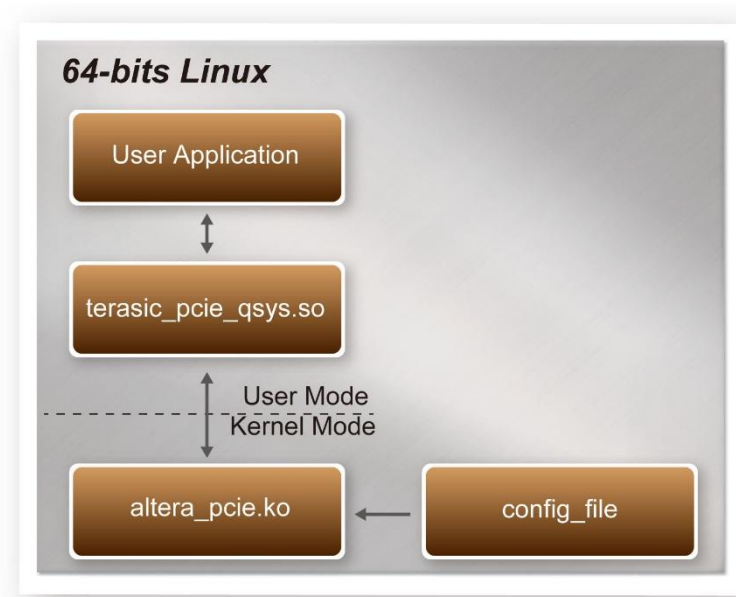 64-bits Linux
User Application
terasic_pcie_qsys.so
User Mode
Kernel Mode
altera_pcie.ko
config_file